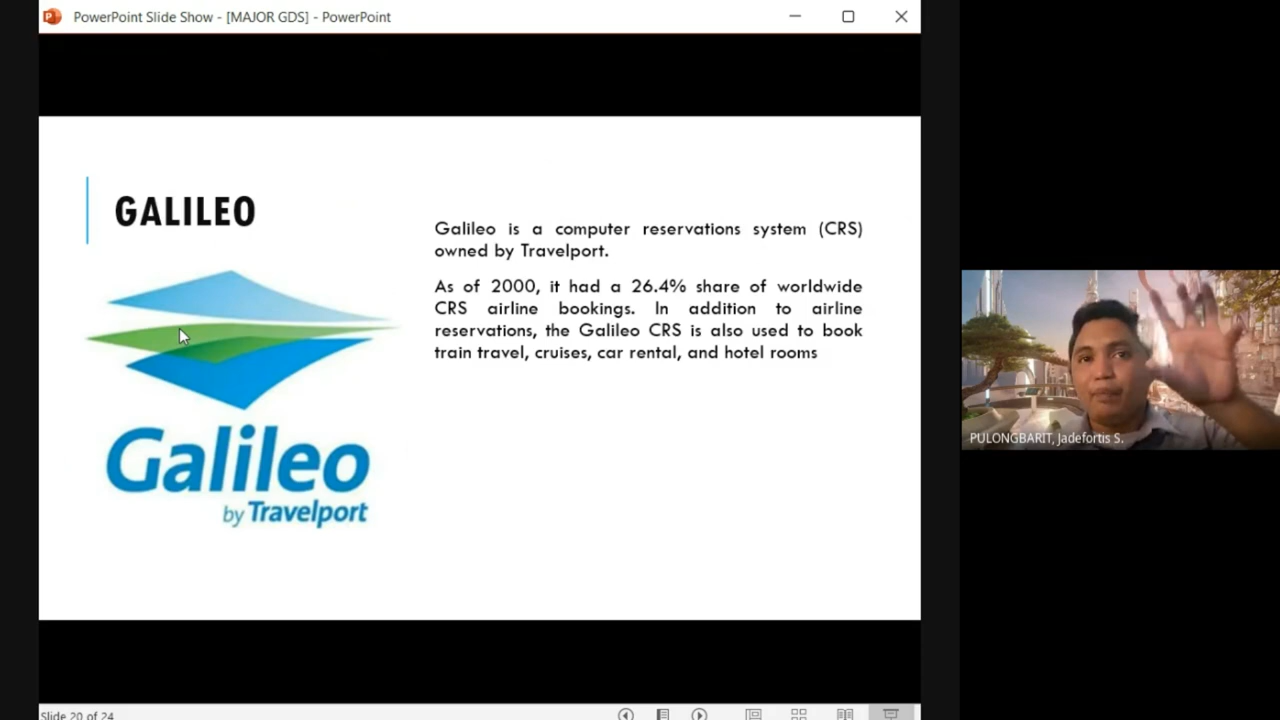 PowerPoint Slide Show - [MAJOR GDS] - PowerPoint
GALILEO
Galileo is a computer reservations system (CRS)
owned by Travelport.
As of 2000, it had a 26.4% share of worldwide
CRS airline bookings. In addition to airline
reservations, the Galileo CRS is also used to book
train travel, cruises, car rental, and hotel rooms
Galileo
by Travelport
PULONGBARIT, Jadefortis S.
Slide 20 of 24